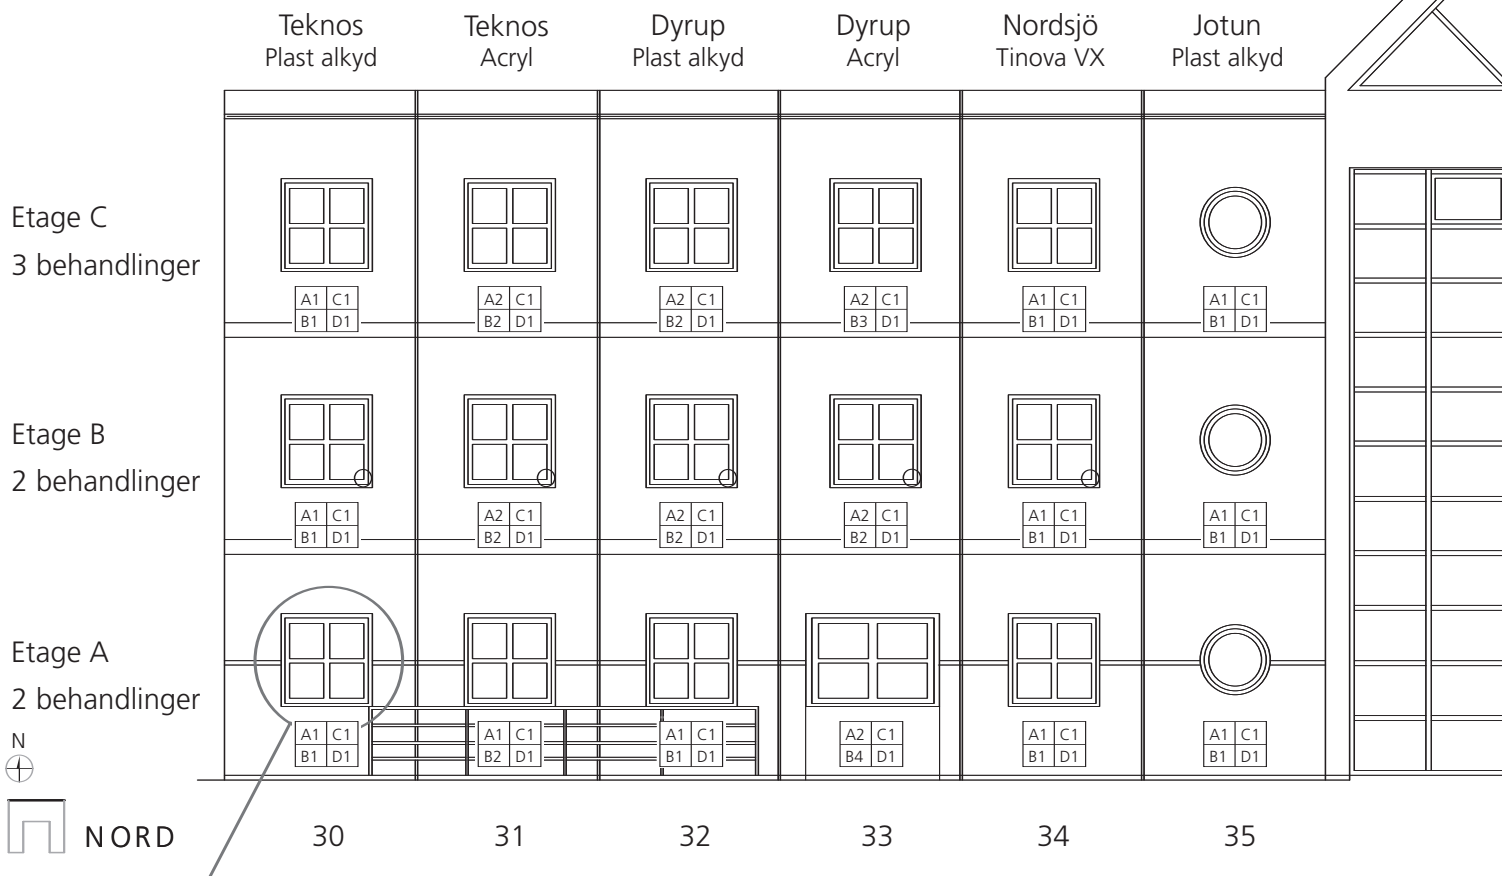 Teknos Teknos Dyrup Dyrup Nordsjö Jotun
Plast alkyd Acryl Plast alkyd Acryl Tinova VX Plast alkyd
Etage C
3 behandlinger
A1 C1 A2 C1 A2 C1 A2 C1 A1 C1 A1 C1
B1 D1 B2 D1 B2 D1 B3 D1 B1 D1 B1 D1
Etage B
2 behandlinger
A1 C1 A2 C1 A2 C1 A2 C1 A1 C1 A1 C1
B1 D1 B2 D1 B2 D1 B2 D1 B1 D1 B1 D1
Etage A
2 behandlinger
A1 C1 A1 C1 A1 C1 A2 C1 A1 C1 A1 C1
B1 D1 B2 D1 B1 D1 B4 D1 B1 D1 B1 D1
N
NORD 30 31 32 33 34 35